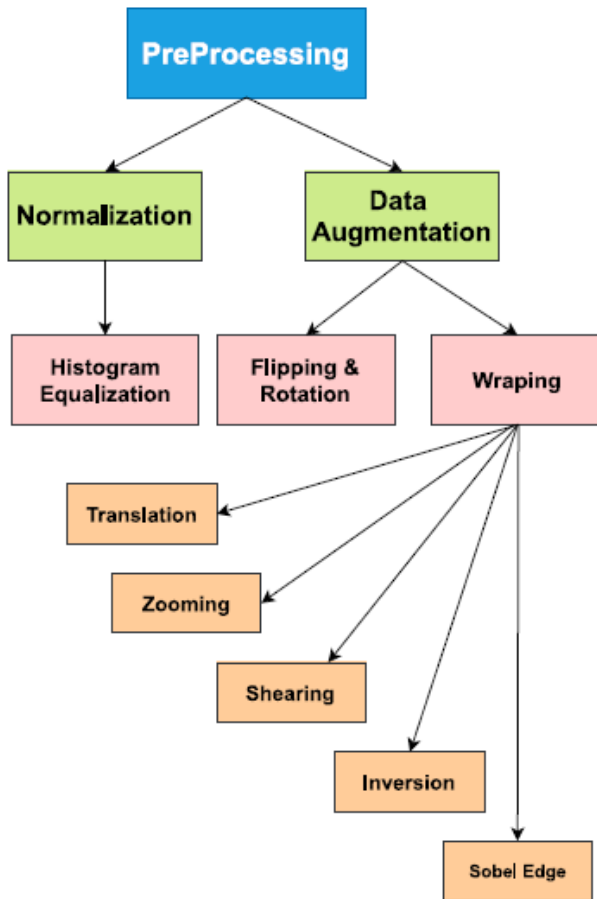 PreProcessing
Normalization
Data
Augmentation
Histogram
Equalization
Flipping &
Rotation
Wraping
Translation
Zooming
Shearing
Inversion
Sobel Edge